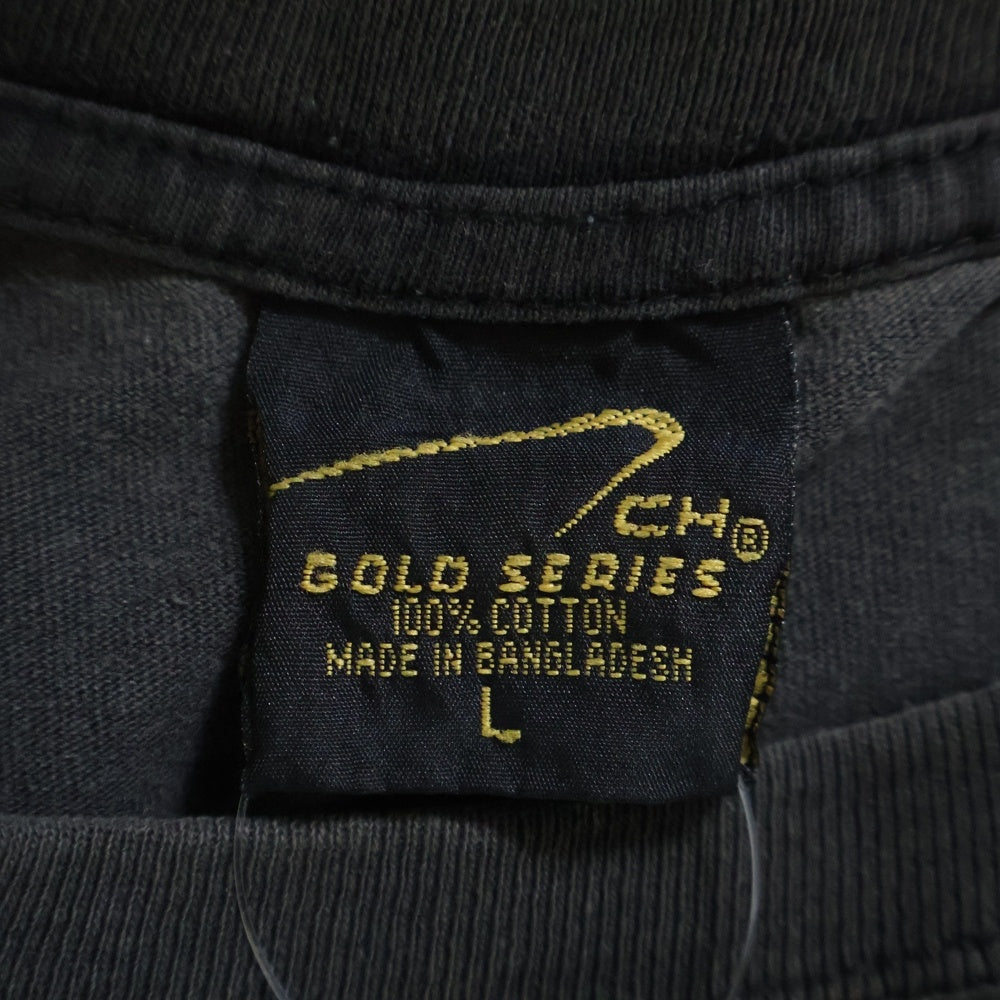 CH®
GOLD SERIES
100% COTTON
MADE IN BANGLADESH
L